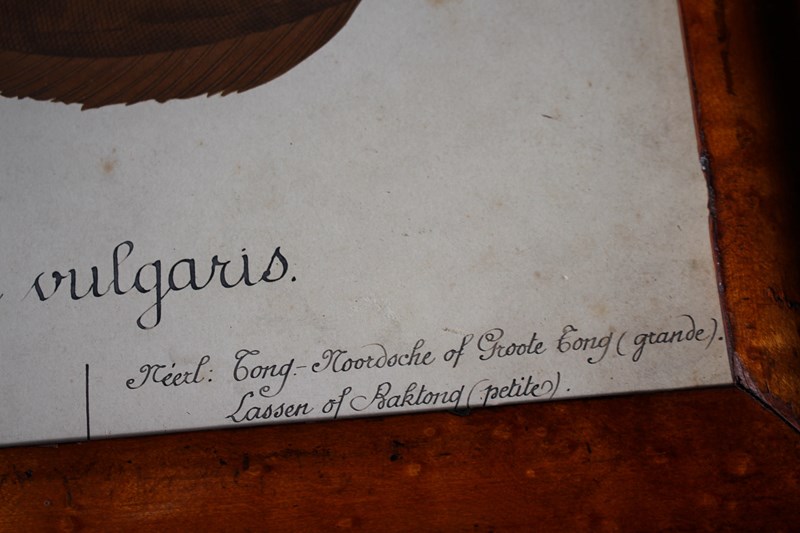 vulgaris.
Néerl: Tong.-Noordsche of Groote Tong (grande).
Lassen of Baktong (petite).